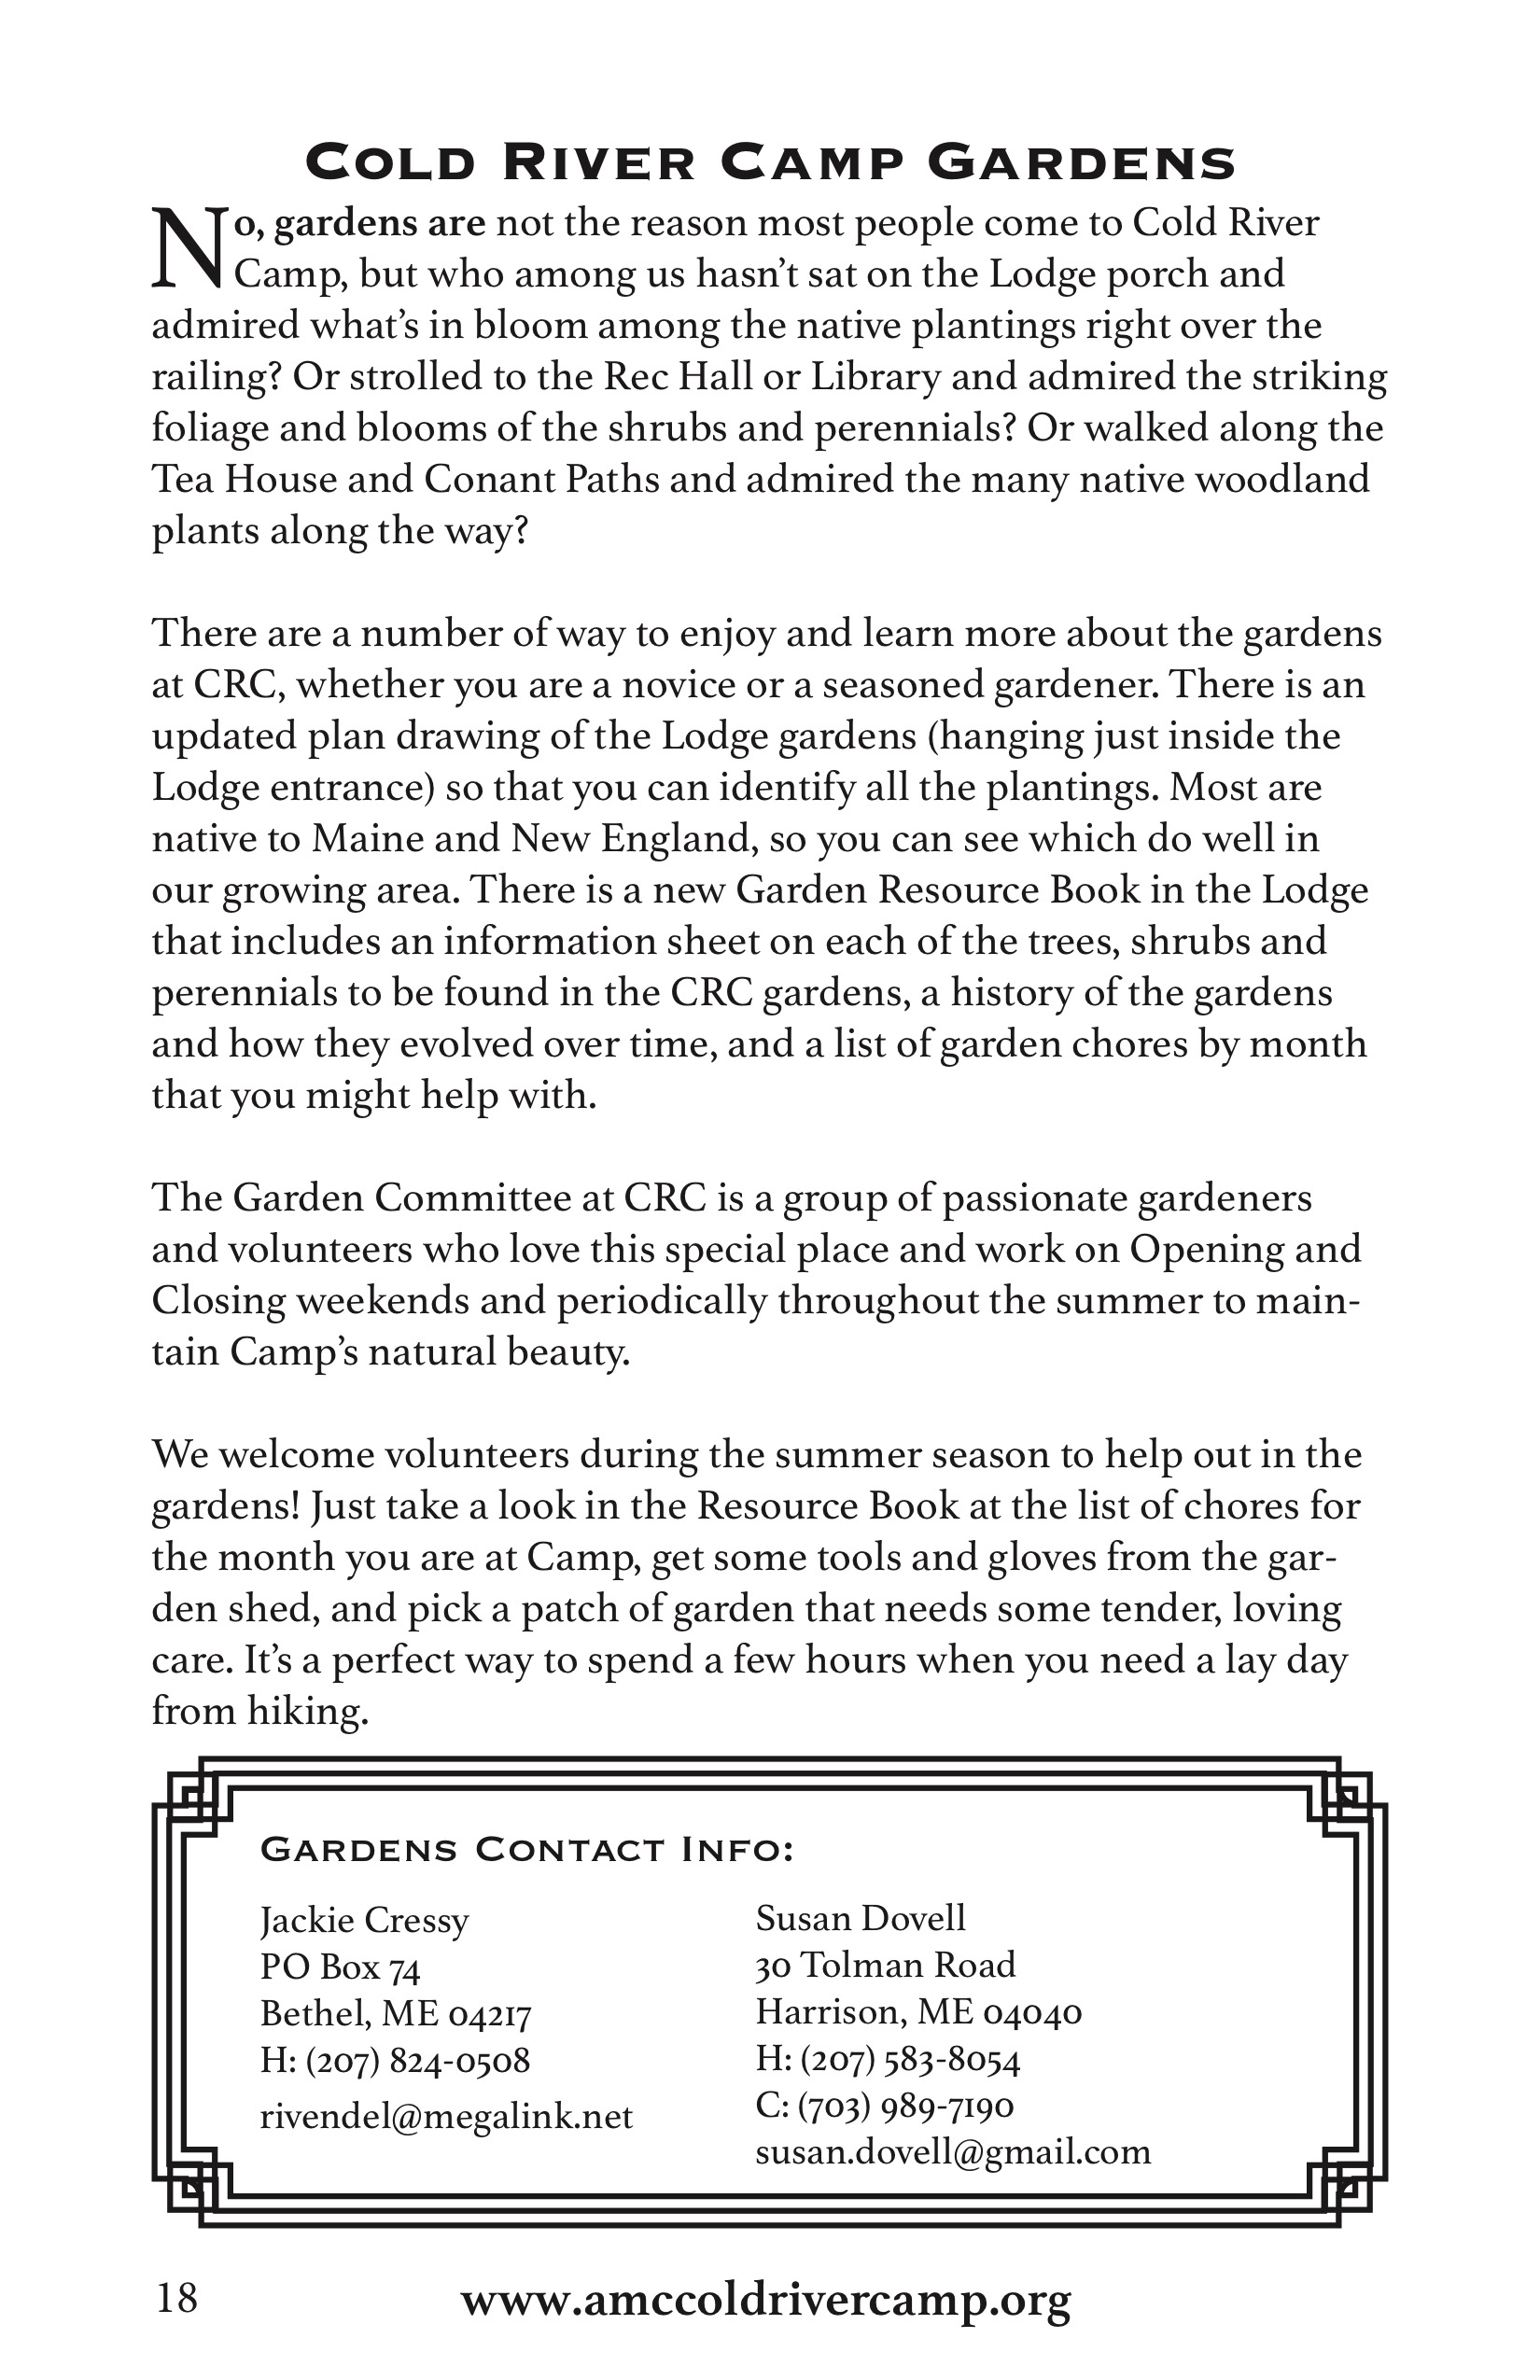 Cold River Camp Gardens
No, gardens are not the reason most people come to Cold River
Camp, but who among us hasn’t sat on the Lodge porch and
admired what’s in bloom among the native plantings right over the
railing? Or strolled to the Rec Hall or Library and admired the striking
foliage and blooms of the shrubs and perennials? Or walked along the
Tea House and Conant Paths and admired the many native woodland
plants along the way?
There are a number of way to enjoy and learn more about the gardens
at CRC, whether you are a novice or a seasoned gardener. There is an
updated plan drawing of the Lodge gardens (hanging just inside the
Lodge entrance) so that you can identify all the plantings. Most are
native to Maine and New England, so you can see which do well in
our growing area. There is a new Garden Resource Book in the Lodge
that includes an information sheet on each of the trees, shrubs and
perennials to be found in the CRC gardens, a history of the gardens
and how they evolved over time, and a list of garden chores by month
that you might help with.
The Garden Committee at CRC is a group of passionate gardeners
and volunteers who love this special place and work on Opening and
Closing weekends and periodically throughout the summer to main-
tain Camp’s natural beauty.
We welcome volunteers during the summer season to help out in the
gardens! Just take a look in the Resource Book at the list of chores for
the month you are at Camp, get some tools and gloves from the gar-
den shed, and pick a patch of garden that needs some tender, loving
care. It’s a perfect way to spend a few hours when you need a lay day
from hiking.
Gardens Contact Info:
Jackie Cressy
PO Box 74
Bethel, ME 04217
H: (207) 824-0508
rivendel@megalink.net
Susan Dovell
30 Tolman Road
Harrison, ME 04040
H: (207) 583-8054
C: (703) 989-7190
susan.dovell@gmail.com
18
www.amccoldrivercamp.org